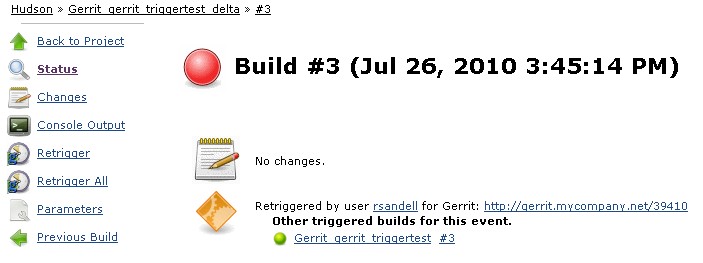 Hudson » Gerrit_gerrit_triggertest_delta » #3
Back to Project
Status
Changes
Console Output
Retrigger
Retrigger All
Parameters
Previous Build
Build #3 (Jul 26, 2010 3:45:14 PM)
No changes.
Retriggered by user rsandell for Gerrit: http://gerrit.mycompany.net/39410
Other triggered builds for this event.
Gerrit_gerrit_triggertest #3